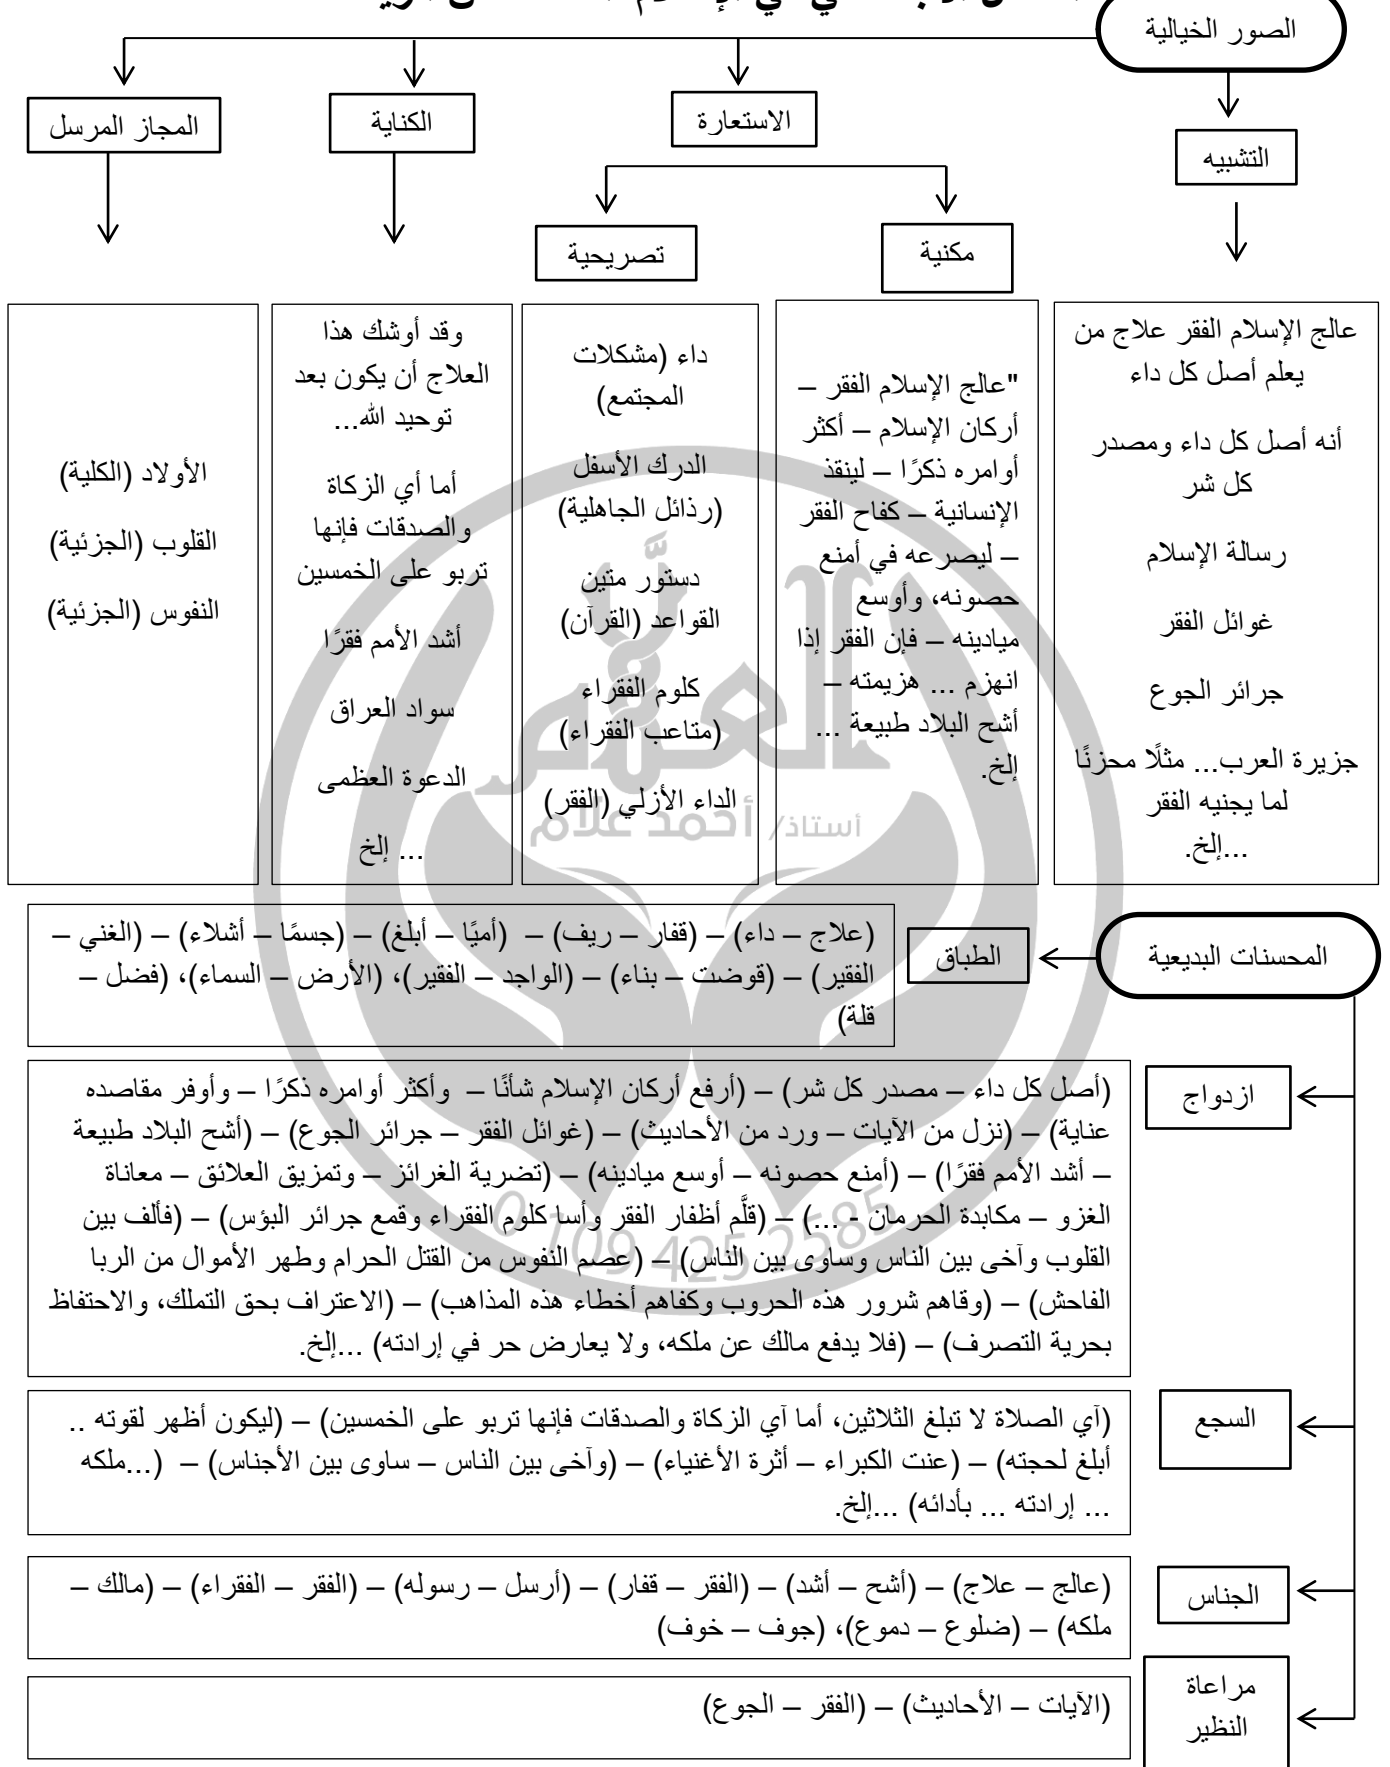 الصور الخيالية
التشبيه
الاستعارة
الكناية
المجاز المرسل
مكنية
تصريحية
عالج الإسلام الفقر علاج من
يعلم أصل كل داء
أنه أصل كل داء ومصدر
كل شر
رسالة الإسلام
غوائل الفقر
جرائر الجوع
جزيرة العرب... مثلًا محزنًا
لما يجنيه الفقر
...إلخ.
"عالج الإسلام الفقر –
أركان الإسلام – أكثر
أوامره ذكرًا – لينقذ
الإنسانية – كفاح الفقر
– ليصرعه في أمنع
حصونه، وأوسع
ميادينه – فإن الفقر إذا
انهزم ... هزيمته –
أشح البلاد طبيعة ...
إلخ.
داء (مشكلات
المجتمع)
الدرك الأسفل
(رذائل الجاهلية)
دستور متين
القواعد (القرآن)
كلوم الفقراء
(متاعب الفقراء)
الداء الأزلي (الفقر)
وقد أوشك هذا
العلاج أن يكون بعد
توحيد الله...
أما أي الزكاة
والصدقات فإنها
تربو على الخمسين
أشد الأمم فقرًا
سواد العراق
الدعوة العظمى
... إلخ
الأولاد (الكلية)
القلوب (الجزئية)
النفوس (الجزئية)
العلَّام
أستاذ/ أحمد علام
المحسنات البديعية
الطباق
(علاج – داء) – (قفار – ريف) – (أميًا – أبلغ) – (جسمًا – أشلاء) – (الغني –
الفقير) – (قوضت – بناء) – (الواجد – الفقير)، (الأرض – السماء)، (فضل –
قلة)
ازدواج
(أصل كل داء – مصدر كل شر) – (أرفع أركان الإسلام شأنًا – وأكثر أوامره ذكرًا – وأوفر مقاصده
عناية) – (نزل من الآيات – ورد من الأحاديث) – (غوائل الفقر – جرائر الجوع) – (أشح البلاد طبيعة
– أشد الأمم فقرًا) – (أمنع حصونه – أوسع ميادينه) – (تضرية الغرائز – وتمزيق العلائق – معاناة
الغزو – مكابدة الحرمان - ...) – (قلَّم أظفار الفقر وأسا كلوم الفقراء وقمع جرائر البؤس) – (فألف بين
القلوب وآخى بين الناس وساوى بين الناس) – (عصم النفوس من القتل الحرام وطهر الأموال من الربا
الفاحش) – (وقاهم شرور هذه الحروب وكفاهم أخطاء هذه المذاهب) – (الاعتراف بحق التملك، والاحتفاظ
بحرية التصرف) – (فلا يدفع مالك عن ملكه، ولا يعارض حر في إرادته) ...إلخ.
0 109 425 2585
السجع
(آي الصلاة لا تبلغ الثلاثين، أما آي الزكاة والصدقات فإنها تربو على الخمسين) – (ليكون أظهر لقوته ..
أبلغ لحجته) – (عنت الكبراء – أثرة الأغنياء) – (وآخى بين الناس – ساوى بين الأجناس) – (...ملكه
... إرادته ... بأدائه) ...إلخ.
الجناس
(عالج – علاج) – (أشح – أشد) – (الفقر – قفار) – (أرسل – رسوله) – (الفقر – الفقراء) – (مالك –
ملكه) – (ضلوع – دموع)، (جوف – خوف)
مراعاة
النظير
(الآيات – الأحاديث) – (الفقر – الجوع)